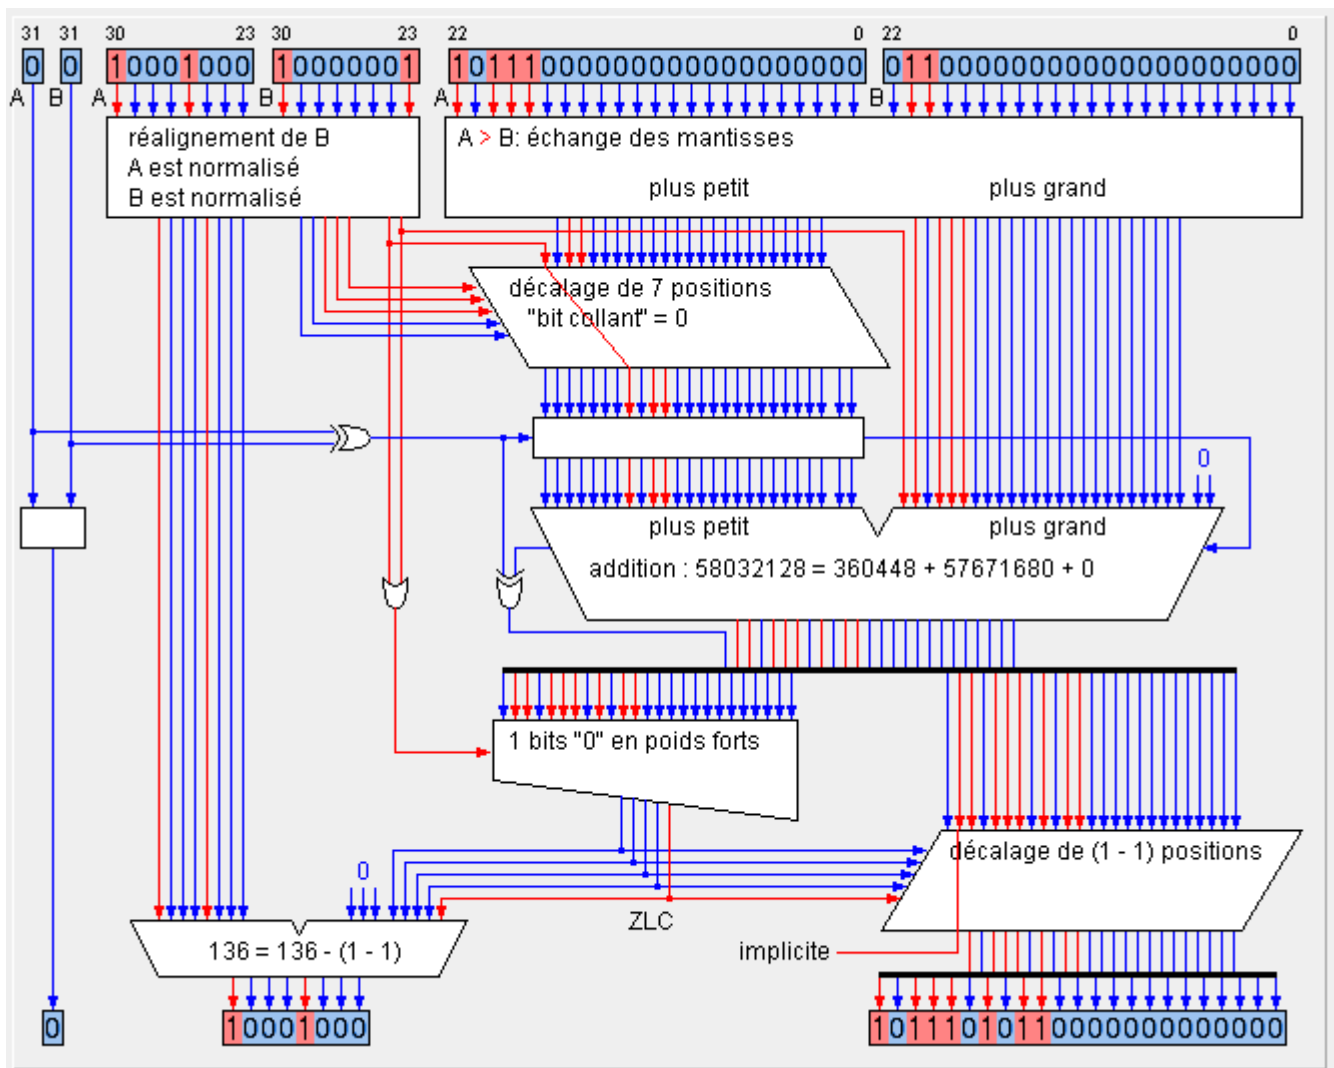 31 31 30 23 30 23 22 0 22 0
0 0 10001000 10000001 10111000000000000000000 01100000000000000000000
A B A B A B
réalignement de B
A est normalisé
B est normalisé
A > B: échange des mantisses
plus petit plus grand
décalage de 7 positions
"bit collant" = 0
0
plus petit plus grand
addition : 58032128 = 360448 + 57671680 + 0
1 bits "0" en poids forts
décalage de (1 - 1) positions
0
ZLC
136 = 136 - (1 - 1)
implicite
0 10001000 10111010110000000000000